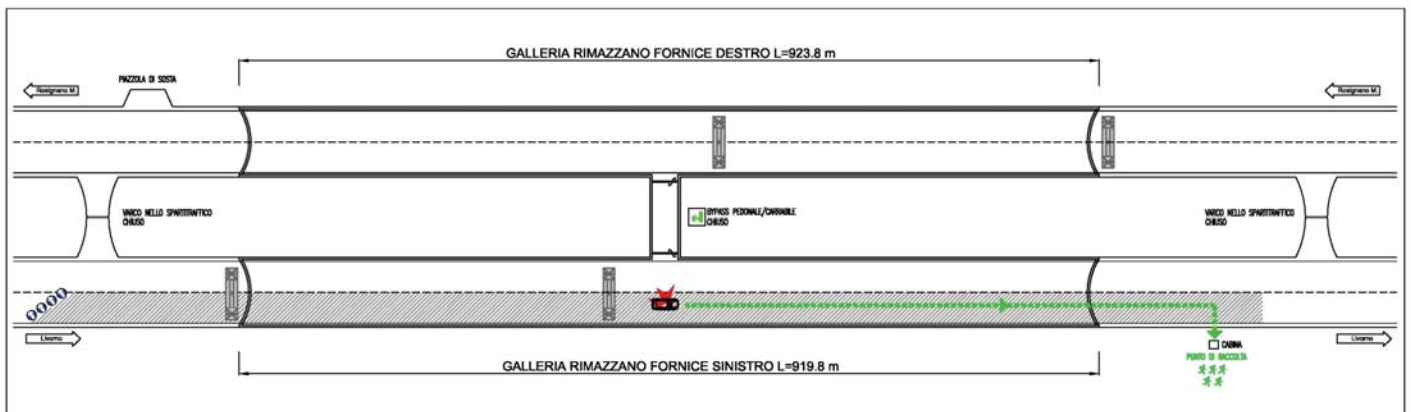 GALLERIA RIMAZZANO FORNICE DESTRO L=923.8 m
PIAZZOLA DI SOSTA
Rosignano M.
Rosignano M.
VARCO NELLO SPARTITRAFFICO
CHIUSO
BYPASS PEDONALE/CARRABILE
CHIUSO
VARCO NELLO SPARTITRAFFICO
CHIUSO
Livorno
Livorno
CABINA
PUNTO DI RACCOLTA
GALLERIA RIMAZZANO FORNICE SINISTRO L=919.8 m